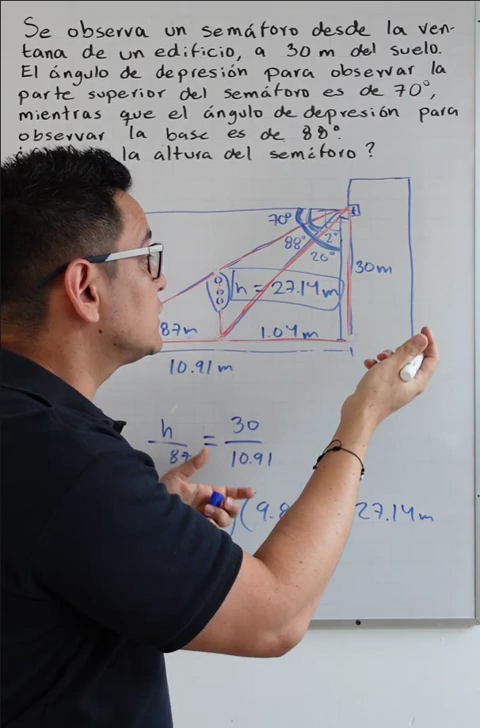 Se observa un semáforo desde la ven-
tana de un edificio, a 30 m del suelo.
El ángulo de depresión para observar la
parte superior del semáforo es de 70°,
mientras que el ángulo de depresión para
observar la base es de 88°.
la altura del semáforo?
70°
88°
2°
20°
30m
h = 27.14m
87m
1.04m
10.91 m
h / 87 = 30 / 10.91
(9.8
27.14m